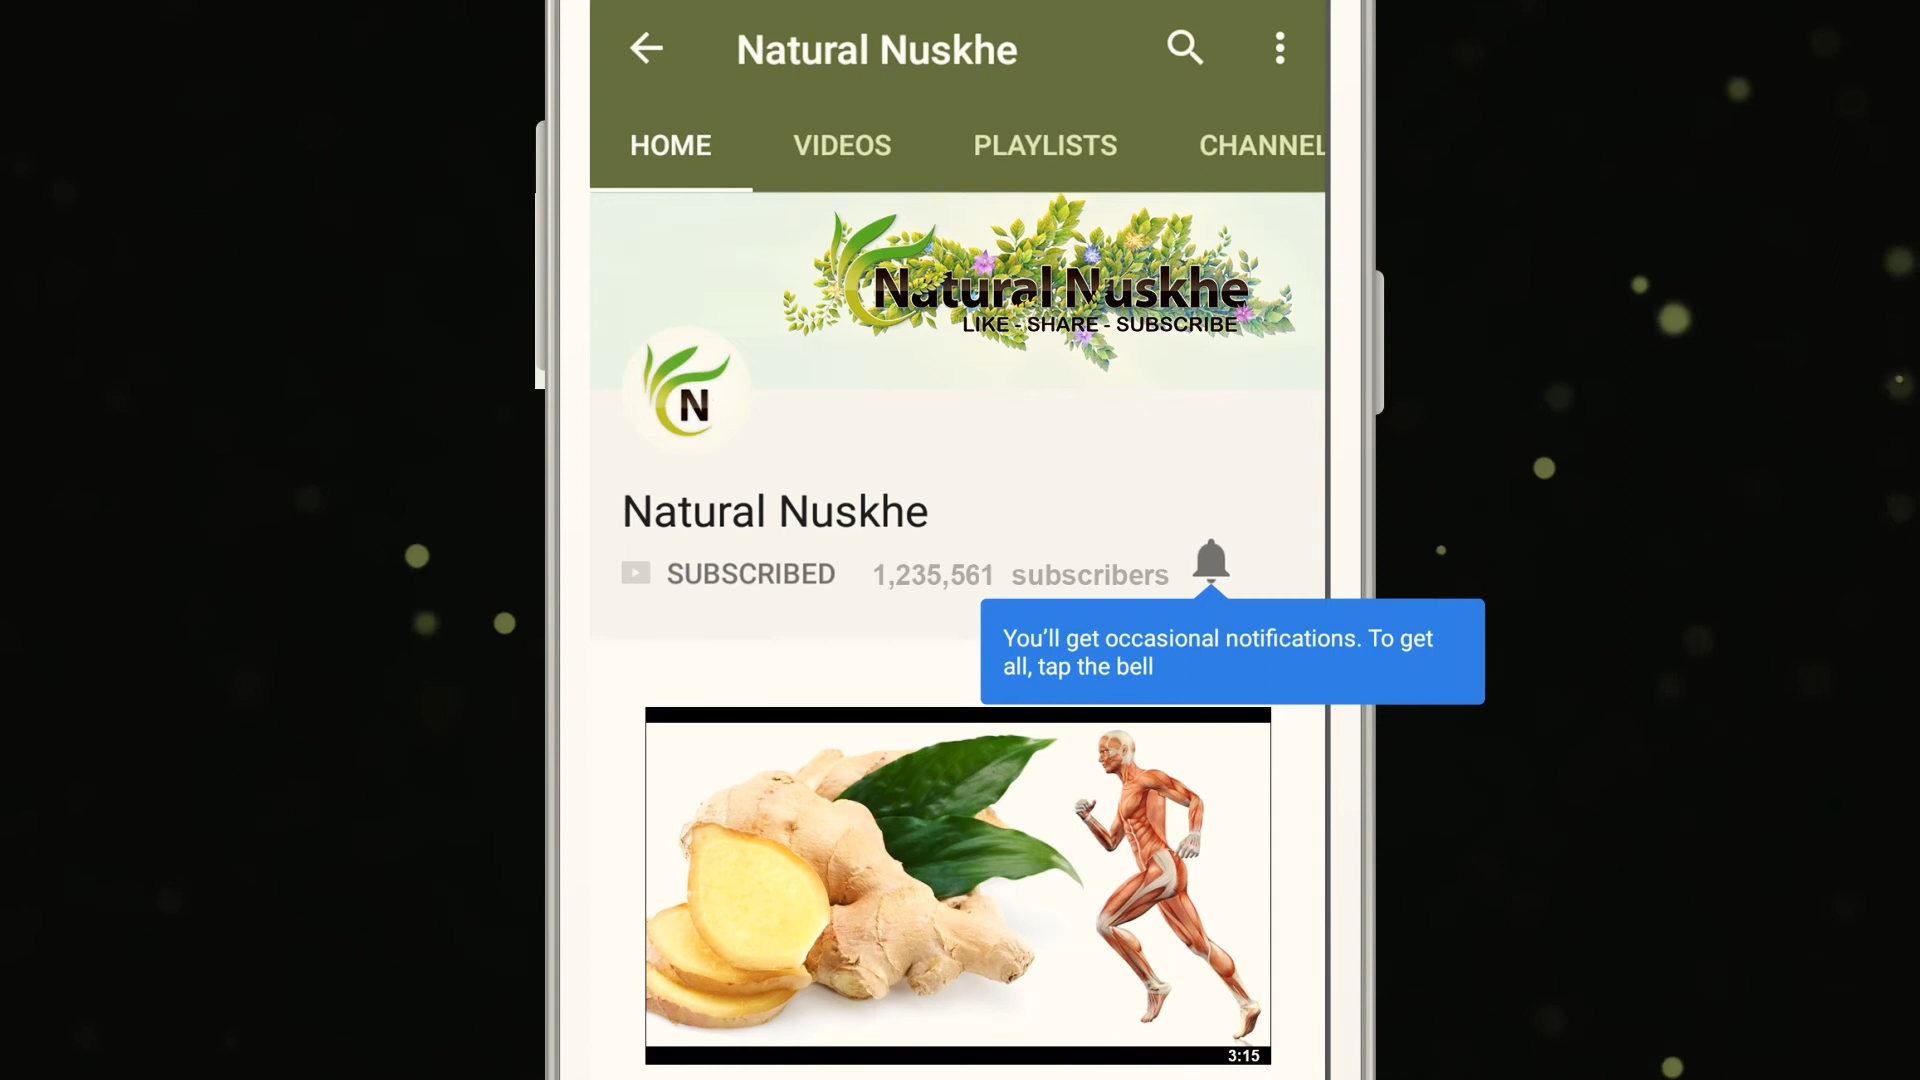 Natural Nuskhe
HOME VIDEOS PLAYLISTS CHANNEL
Natural Nuskhe
LIKE - SHARE - SUBSCRIBE
N
Natural Nuskhe
SUBSCRIBED 1,235,561 subscribers
You’ll get occasional notifications. To get
all, tap the bell
3:15